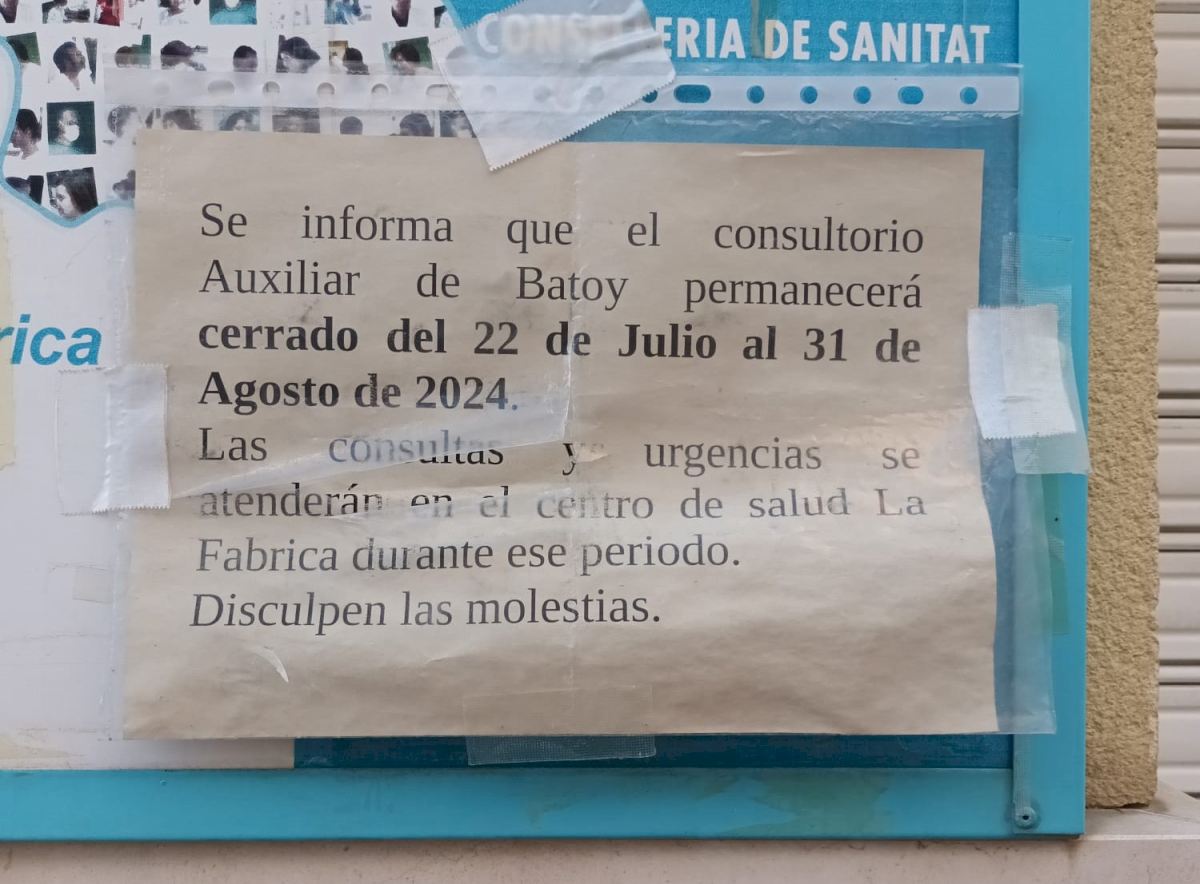 CONSELLERIA DE SANITAT
Se informa que el consultorio
Auxiliar de Batoy permanecerá
cerrado del 22 de Julio al 31 de
Agosto de 2024.
rica
Las consultas y urgencias se
atenderán en el centro de salud La
Fabrica durante ese periodo.
Disculpen las molestias.